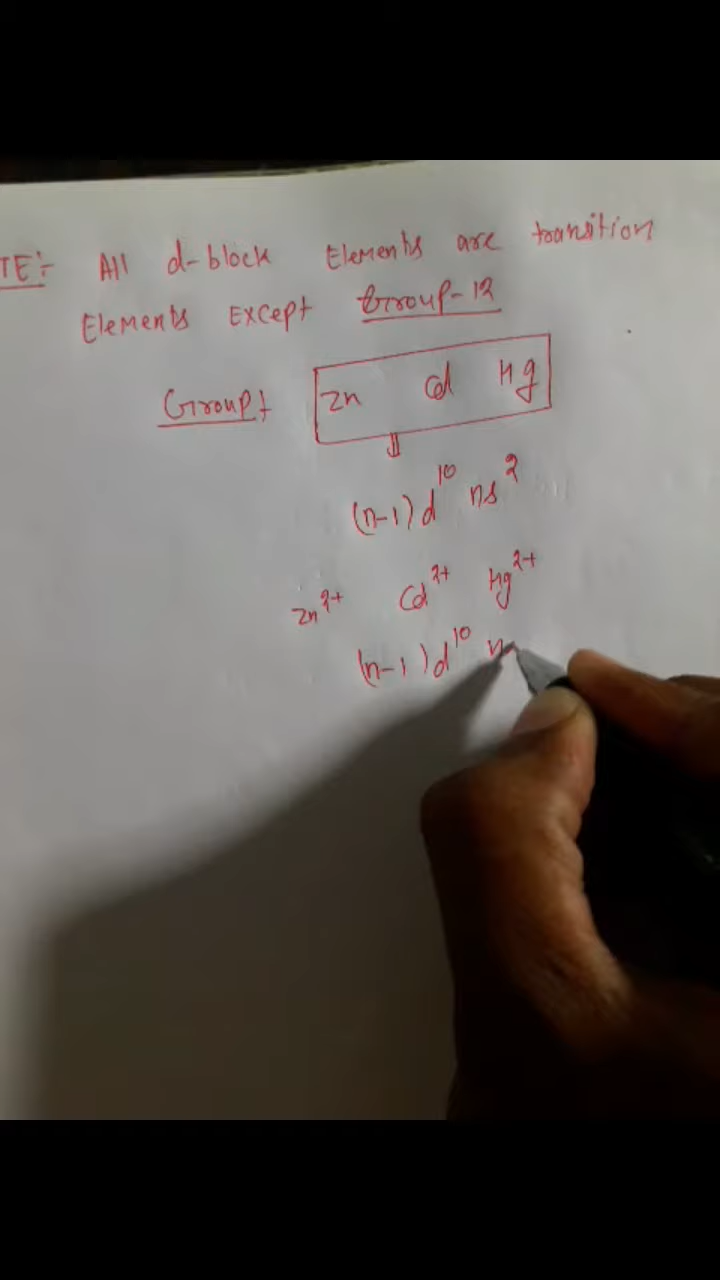 TE:- All d-block Elements are transition
Elements Except Group-12
Group Zn Cd Hg
(n-1)d¹⁰ ns²
Zn²⁺ Cd²⁺ Hg²⁺
(n-1)d¹⁰ n